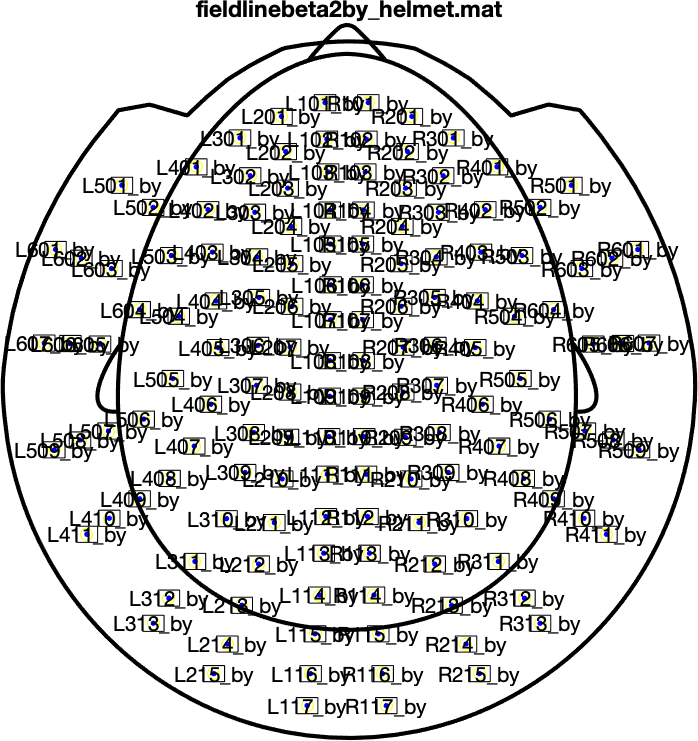 fieldlinebeta2by_helmet.mat
L101_by R101_by
L201_by R201_by
L301_by L102_by R102_by R301_by
L202_by R202_by
L401_by L302_by L103_by R103_by R302_by R401_by
L501_by L203_by R203_by R501_by
L502_by L402_by L303_by L104_by R104_by R303_by R402_by R502_by
L204_by R204_by
L601_by L602_by L503_by L403_by L304_by L105_by R105_by R304_by R403_by R503_by R602_by R601_by
L603_by L205_by R205_by R603_by
L106_by R106_by
L604_by L504_by L404_by L305_by L206_by R206_by R305_by R404_by R504_by R604_by
L107_by R107_by
L607_by L606_by L605_by L405_by L306_by L207_by R207_by R306_by R405_by R605_by R606_by R607_by
L108_by R108_by
L505_by L307_by L208_by L109_by R109_by R208_by R307_by R505_by
L406_by R406_by
L506_by R506_by
L509_by L508_by L507_by L407_by L308_by L209_by R209_by R308_by R407_by R507_by R508_by R509_by
L408_by L309_by L210_by L111_by R111_by R210_by R309_by R408_by
L409_by R409_by
L410_by L310_by L211_by L112_by R112_by R211_by R310_by R410_by
L411_by R411_by
L311_by L212_by L113_by R113_by R212_by R311_by
L312_by L213_by L114_by R114_by R213_by R312_by
L313_by R313_by
L214_by L115_by R115_by R214_by
L215_by L116_by R116_by R215_by
L117_by R117_by